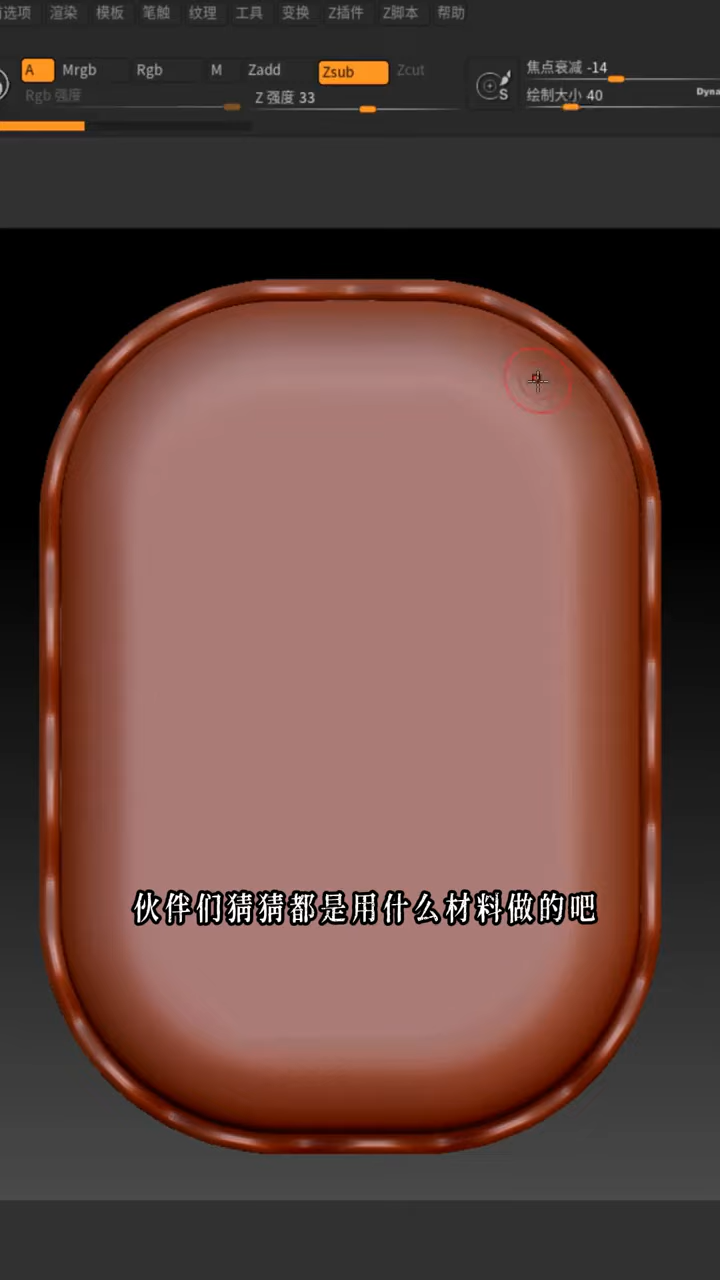 选项 渲染 模板 笔触 纹理 工具 变换 Z插件 Z脚本 帮助
A Mrgb Rgb M Zadd Zsub Zcut
焦点衰减 -14
Rgb 强度 Z 强度 33
S 绘制大小 40 Dyna
伙伴们猜猜都是用什么材料做的吧